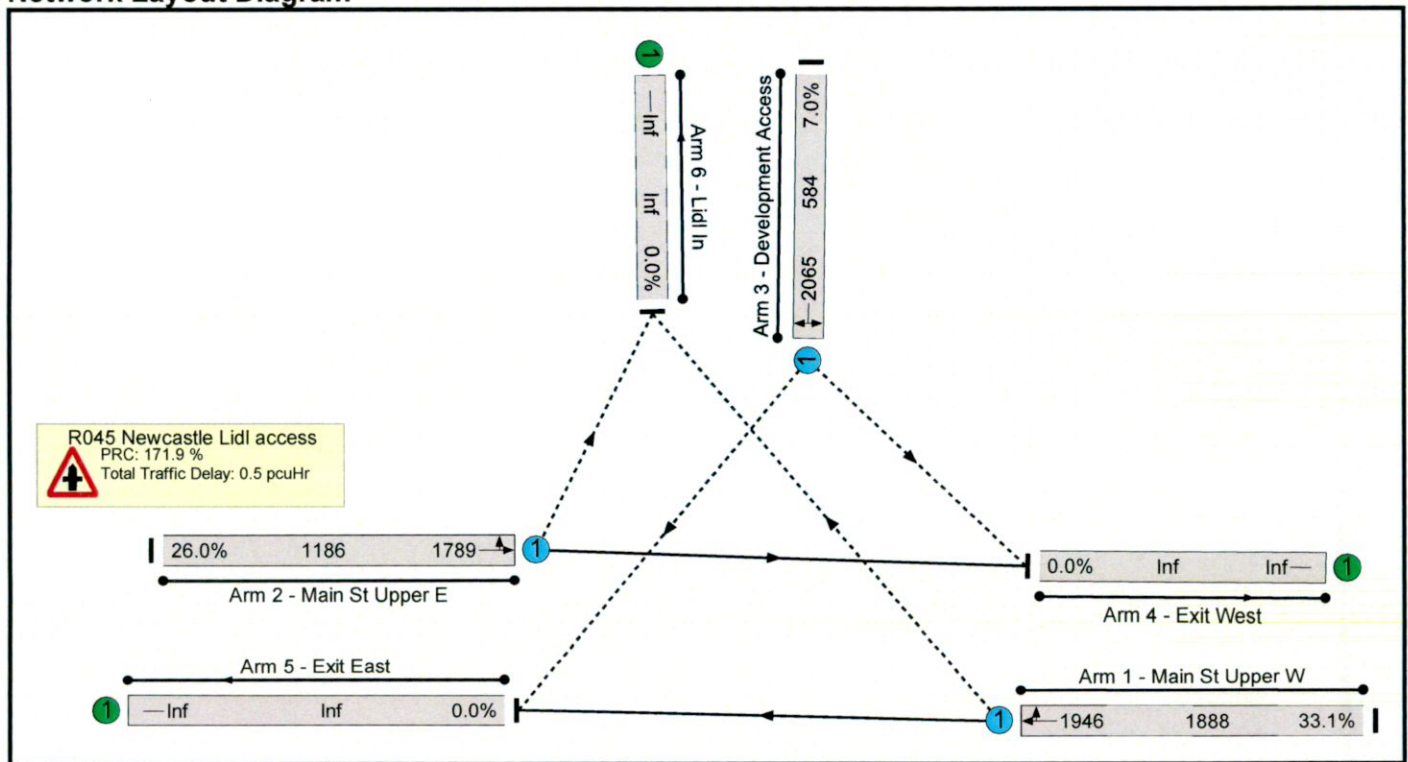 Network Layout Diagram
1
—Inf Inf 0.0%
Arm 6 - Lidl In
Arm 3 - Development Access
2065 584 7.0%
1
R045 Newcastle Lidl access
PRC: 171.9 %
Total Traffic Delay: 0.5 pcuHr
26.0% 1186 1789
1
Arm 2 - Main St Upper E
0.0% Inf Inf—
1
Arm 4 - Exit West
Arm 5 - Exit East
1
—Inf Inf 0.0%
Arm 1 - Main St Upper W
1
1946 1888 33.1%